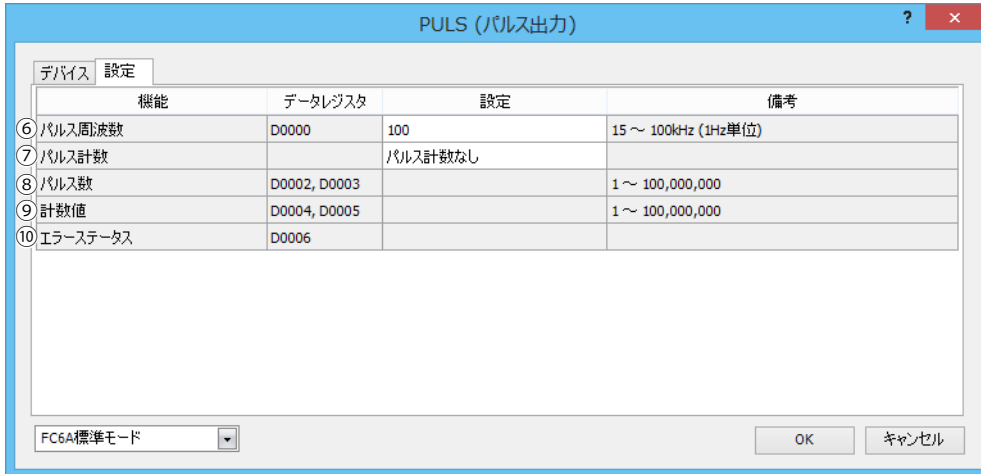 PULS (パルス出力)
?
×
デバイス 設定
機能 データレジスタ 設定 備考
⑥ パルス周波数 D0000 100 15 ～ 100kHz (1Hz単位)
⑦ パルス計数 パルス計数なし
⑧ パルス数 D0002, D0003 1 ～ 100,000,000
⑨ 計数値 D0004, D0005 1 ～ 100,000,000
⑩ エラーステータス D0006
FC6A標準モード OK キャンセル